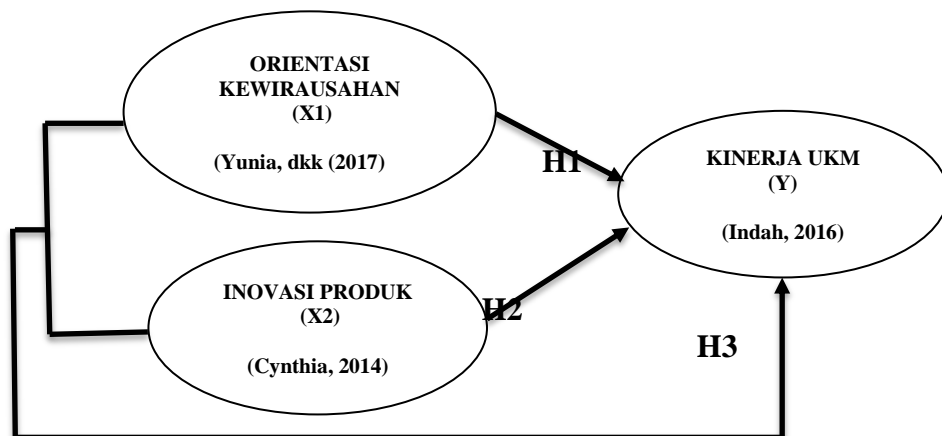 ORIENTASI
KEWIRAUSAHAN
(X1)
(Yunia, dkk (2017)
H1
KINERJA UKM
(Y)
(Indah, 2016)
INOVASI PRODUK
(X2)
(Cynthia, 2014)
H2
H3